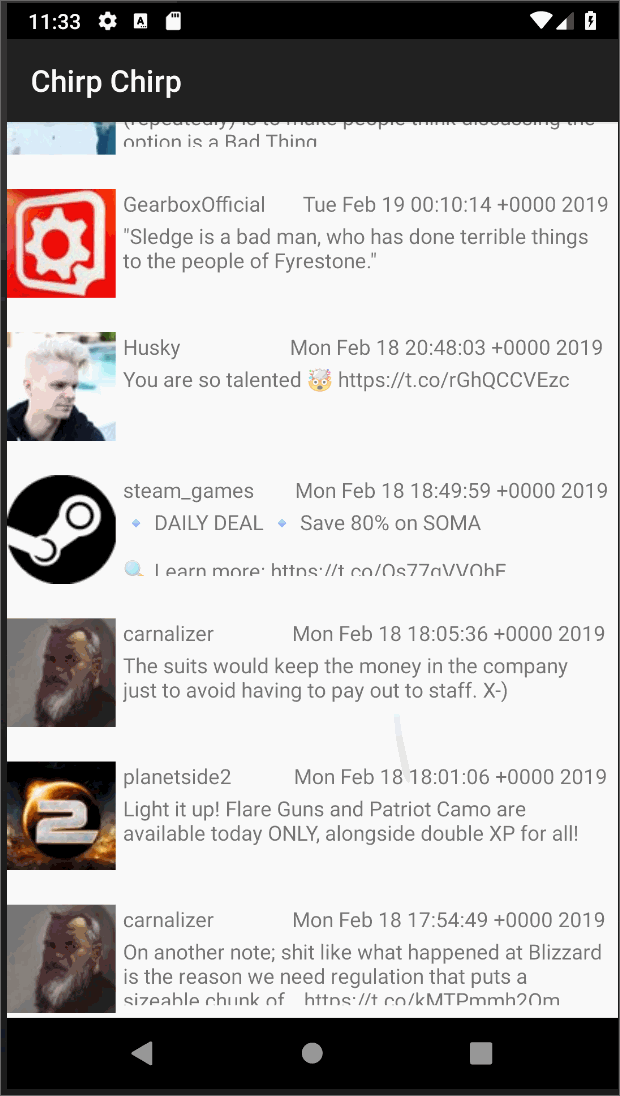 11:33
Chirp Chirp
(repeatedly) is to make people think discussing the
option is a Bad Thing
GearboxOfficial Tue Feb 19 00:10:14 +0000 2019
"Sledge is a bad man, who has done terrible things
to the people of Fyrestone."
Husky Mon Feb 18 20:48:03 +0000 2019
You are so talented 🤯 https://t.co/rGhQCCVEzc
steam_games Mon Feb 18 18:49:59 +0000 2019
🔹 DAILY DEAL 🔹 Save 80% on SOMA
🔍 Learn more:
carnalizer Mon Feb 18 18:05:36 +0000 2019
The suits would keep the money in the company
just to avoid having to pay out to staff. X-)
planetside2 Mon Feb 18 18:01:06 +0000 2019
2
Light it up! Flare Guns and Patriot Camo are
available today ONLY, alongside double XP for all!
carnalizer Mon Feb 18 17:54:49 +0000 2019
On another note; shit like what happened at Blizzard
is the reason we need regulation that puts a
sizeable chunk of… https://t.co/kMTPmmh2Om